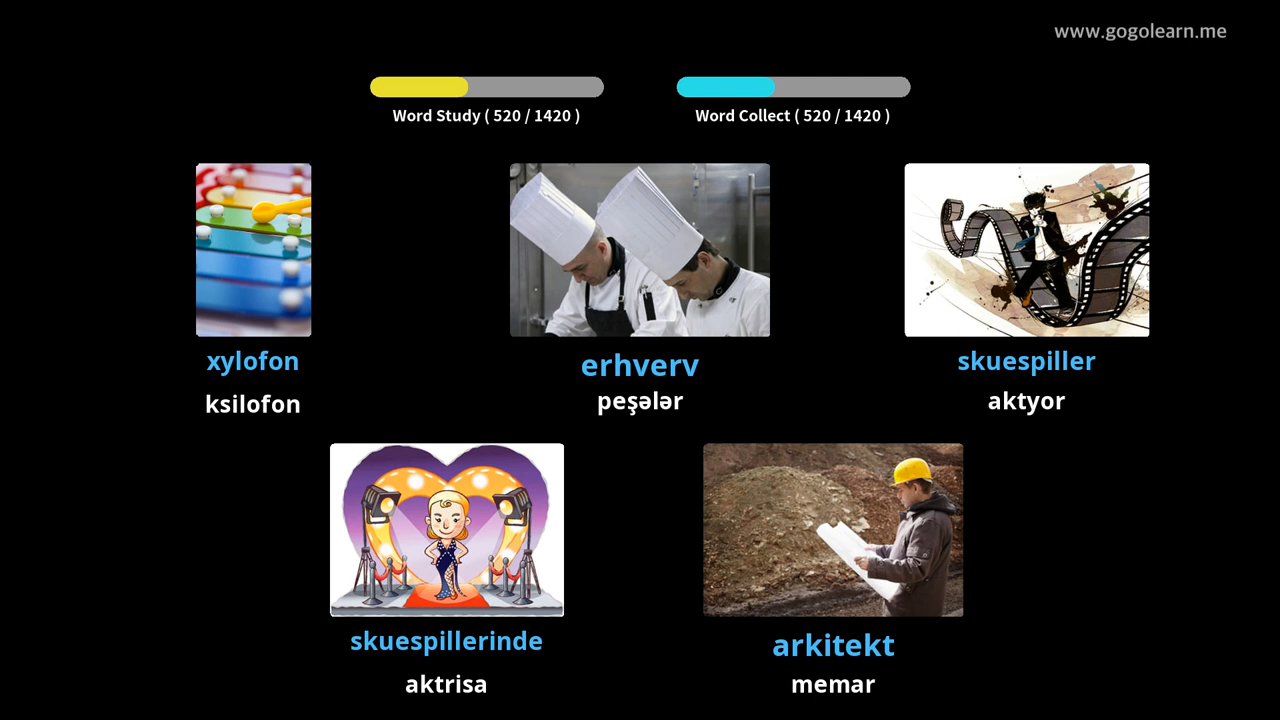 www.gogolearn.me
Word Study ( 520 / 1420 )
Word Collect ( 520 / 1420 )
xylofon
ksilofon
erhverv
peşələr
skuespiller
aktyor
skuespillerinde
aktrisa
arkitekt
memar